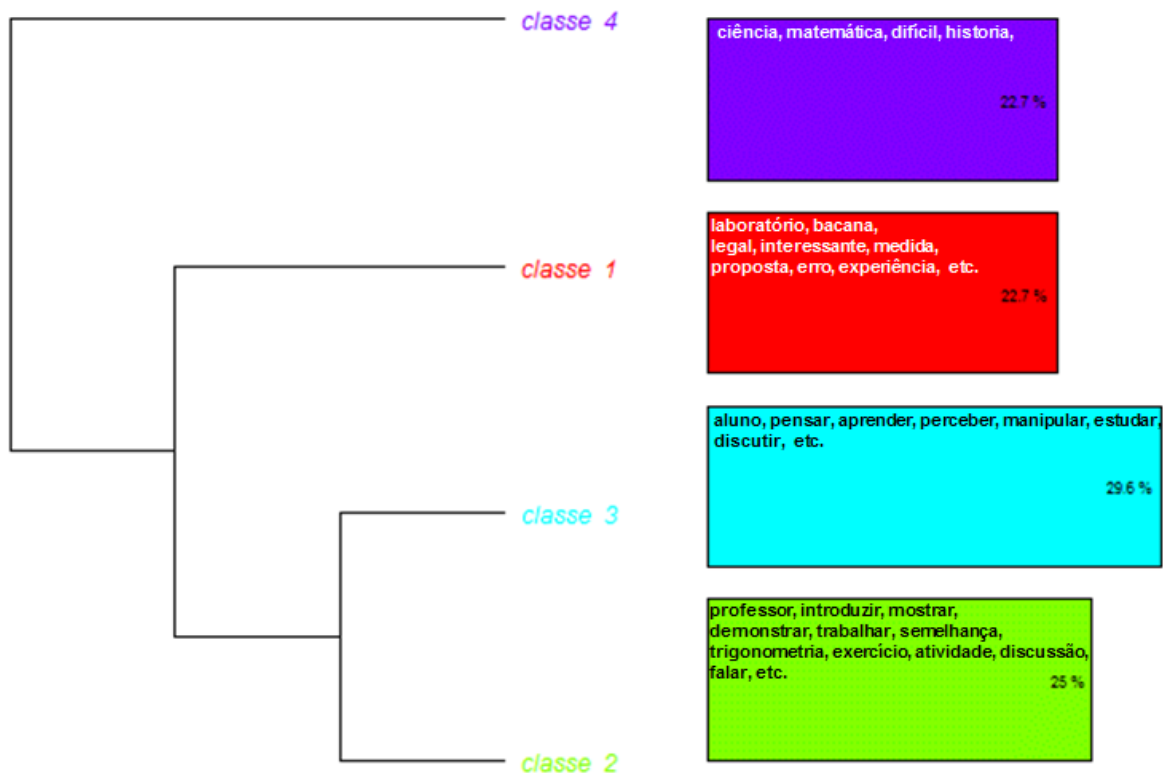 classe 4
ciência, matemática, difícil, historia,
22.7 %
classe 1
laboratório, bacana,
legal, interessante, medida,
proposta, erro, experiência, etc.
22.7 %
classe 3
aluno, pensar, aprender, perceber, manipular, estudar,
discutir, etc.
29.6 %
classe 2
professor, introduzir, mostrar,
demonstrar, trabalhar, semelhança,
trigonometria, exercício, atividade, discussão,
falar, etc.
25 %